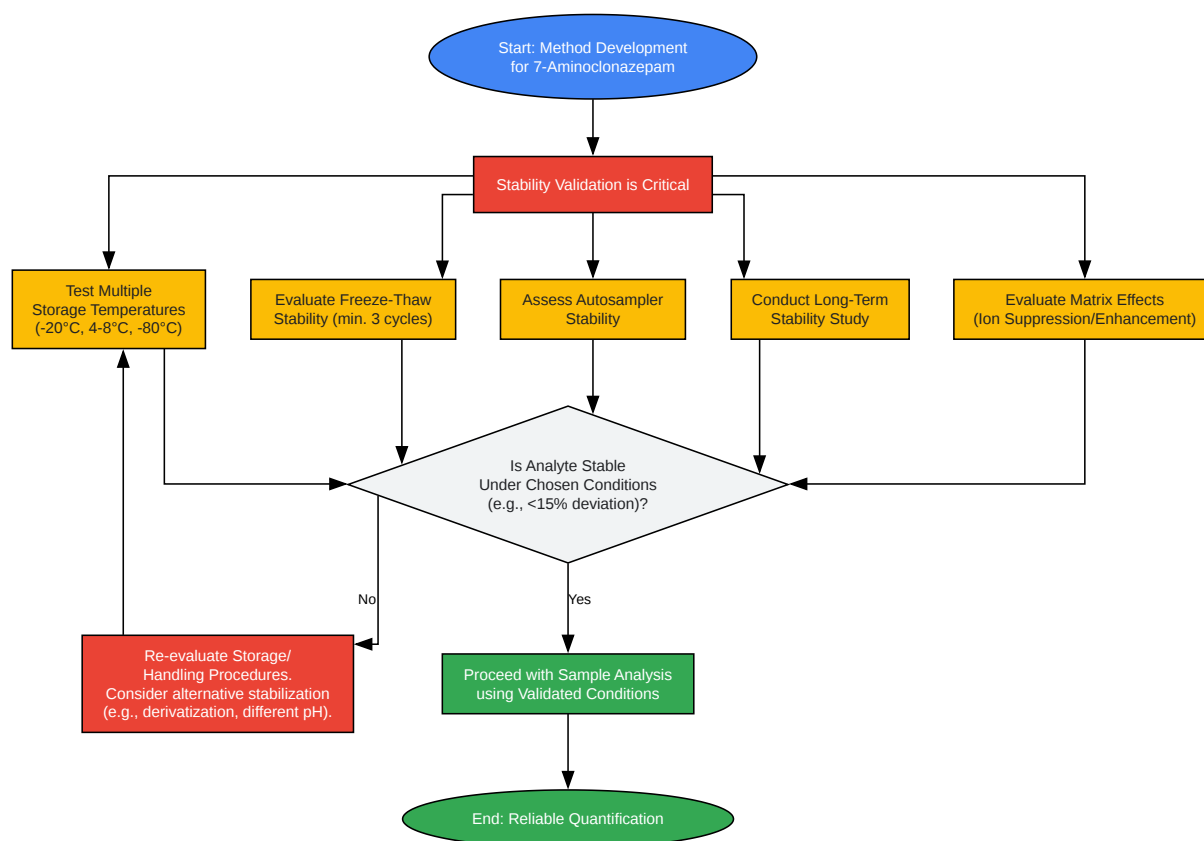 Start: Method Development
for 7-Aminoclonazepam
Stability Validation is Critical
Test Multiple
Storage Temperatures
(-20°C, 4-8°C, -80°C)
Evaluate Freeze-Thaw
Stability (min. 3 cycles)
Assess Autosampler
Stability
Conduct Long-Term
Stability Study
Evaluate Matrix Effects
(Ion Suppression/Enhancement)
Is Analyte Stable
Under Chosen Conditions
(e.g., <15% deviation)?
No
Yes
Re-evaluate Storage/
Handling Procedures.
Consider alternative stabilization
(e.g., derivatization, different pH).
Proceed with Sample Analysis
using Validated Conditions
End: Reliable Quantification